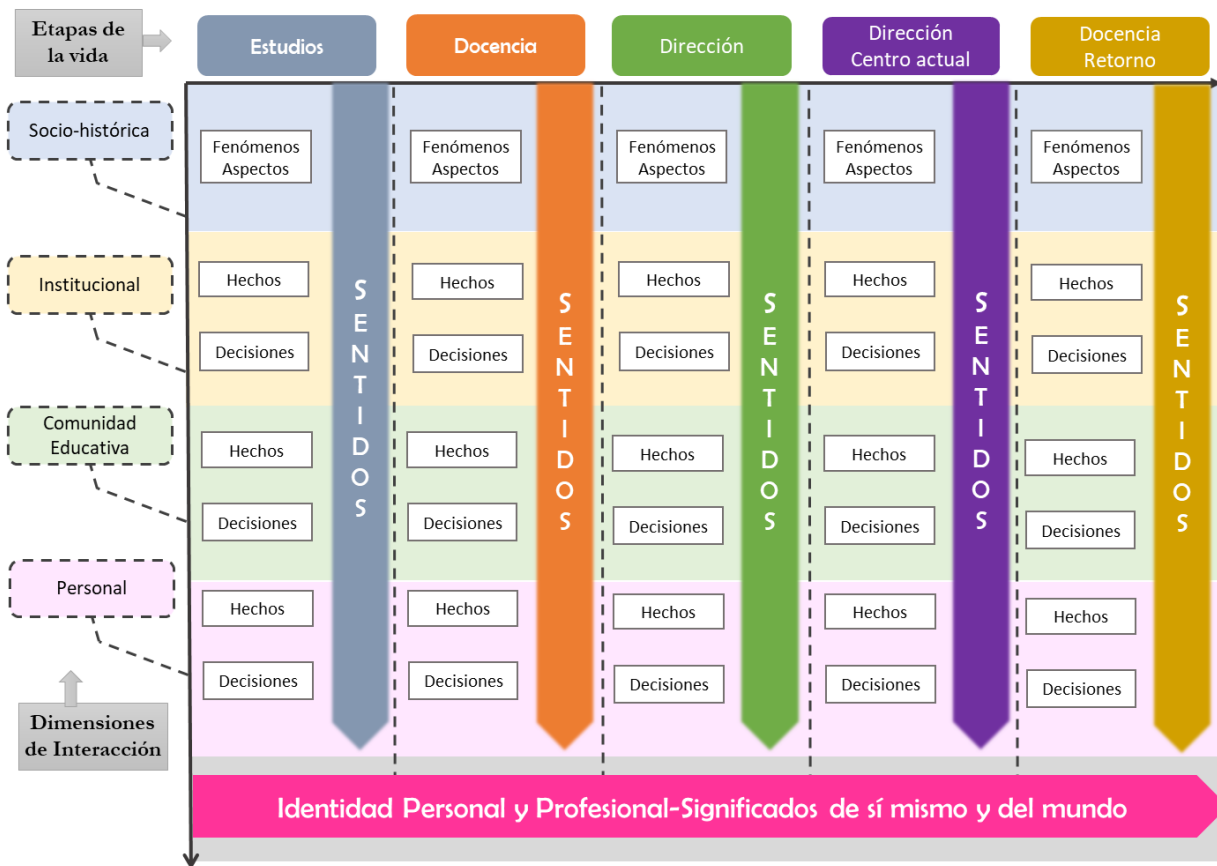 Etapas de
la vida
Estudios
Docencia
Dirección
Dirección
Centro actual
Docencia
Retorno
Socio-histórica
Fenómenos
Aspectos
Fenómenos
Aspectos
Fenómenos
Aspectos
Fenómenos
Aspectos
Fenómenos
Aspectos
Institucional
Hechos
Hechos
Hechos
Hechos
Hechos
Decisiones
Decisiones
Decisiones
Decisiones
Decisiones
SENTIDOS
SENTIDOS
SENTIDOS
SENTIDOS
SENTIDOS
Comunidad
Educativa
Hechos
Hechos
Hechos
Hechos
Hechos
Decisiones
Decisiones
Decisiones
Decisiones
Decisiones
Personal
Hechos
Hechos
Hechos
Hechos
Hechos
Decisiones
Decisiones
Decisiones
Decisiones
Decisiones
Dimensiones
de Interacción
Identidad Personal y Profesional-Significados de sí mismo y del mundo